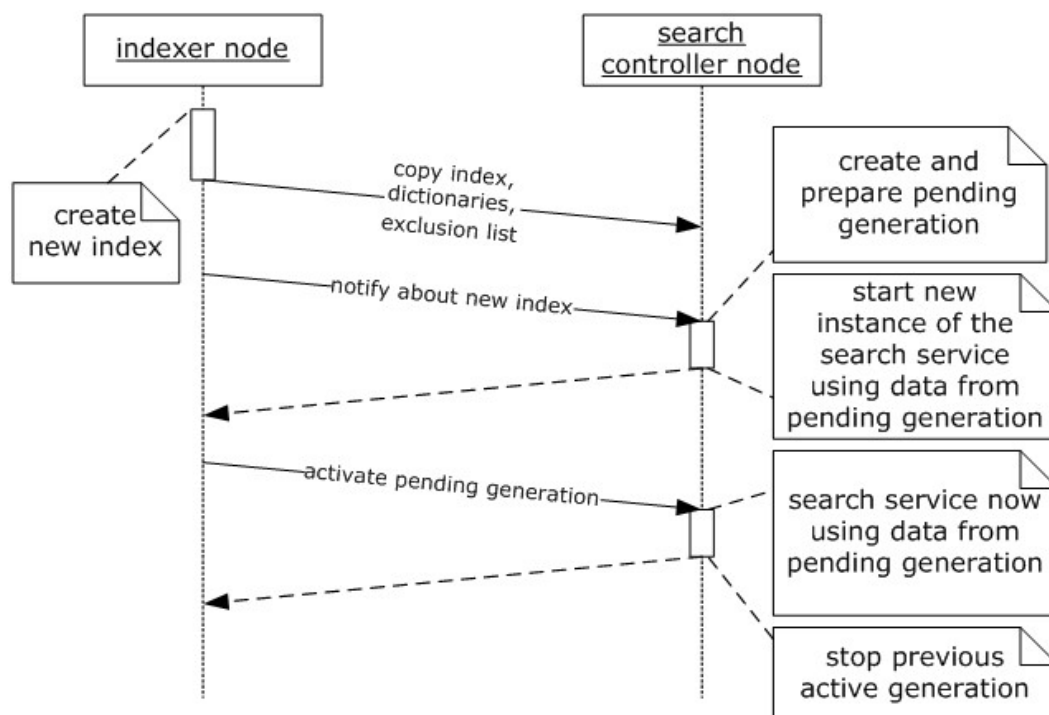 indexer node
search
controller node
create and
prepare pending
generation
copy index,
dictionaries,
exclusion list
create
new index
notify about new index
start new
instance of the
search service
using data from
pending generation
activate pending generation
search service now
using data from
pending generation
stop previous
active generation